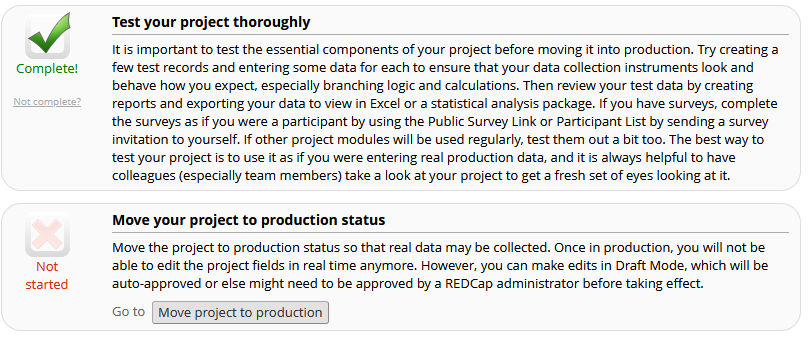 Test your project thoroughly
Complete!
Not complete?
It is important to test the essential components of your project before moving it into production. Try creating a
few test records and entering some data for each to ensure that your data collection instruments look and
behave how you expect, especially branching logic and calculations. Then review your test data by creating
reports and exporting your data to view in Excel or a statistical analysis package. If you have surveys, complete
the surveys as if you were a participant by using the Public Survey Link or Participant List by sending a survey
invitation to yourself. If other project modules will be used regularly, test them out a bit too. The best way to
test your project is to use it as if you were entering real production data, and it is always helpful to have
colleagues (especially team members) take a look at your project to get a fresh set of eyes looking at it.
Move your project to production status
Not
started
Move the project to production status so that real data may be collected. Once in production, you will not be
able to edit the project fields in real time anymore. However, you can make edits in Draft Mode, which will be
auto-approved or else might need to be approved by a REDCap administrator before taking effect.
Go to Move project to production